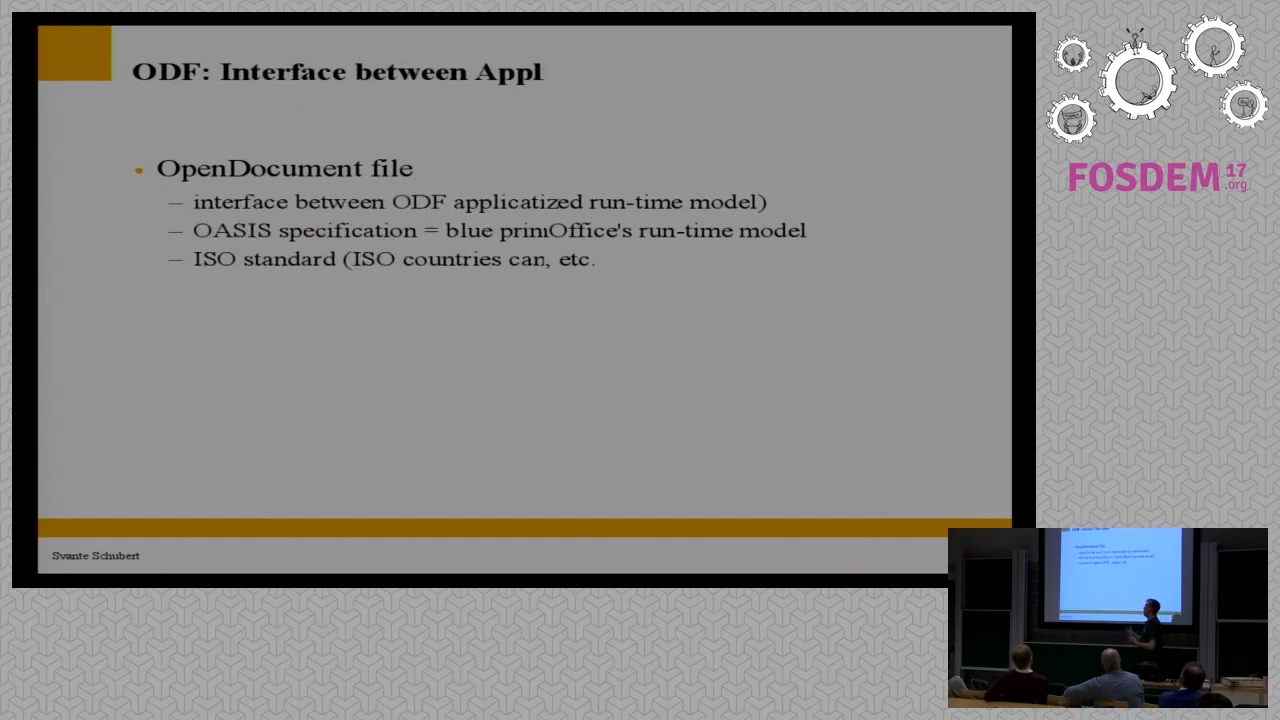 ODF: Interface between Appl
OpenDocument file
– interface between ODF applicatized run-time model)
– OASIS specification = blue prinOffice's run-time model
– ISO standard (ISO countries can, etc.
Svante Schubert
FOSDEM 17
.org